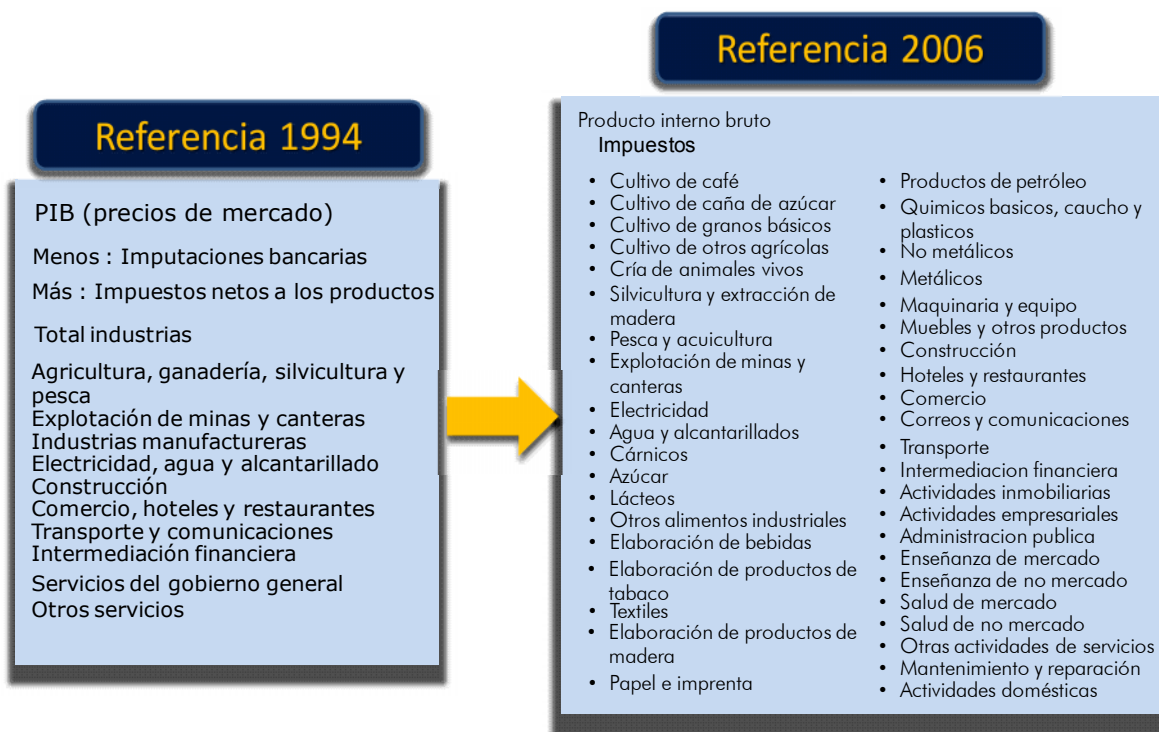 Referencia 1994
PIB (precios de mercado)
Menos : Imputaciones bancarias
Más : Impuestos netos a los productos
Total industrias
Agricultura, ganadería, silvicultura y
pesca
Explotación de minas y canteras
Industrias manufactureras
Electricidad, agua y alcantarillado
Construcción
Comercio, hoteles y restaurantes
Transporte y comunicaciones
Intermediación financiera
Servicios del gobierno general
Otros servicios
Referencia 2006
Producto interno bruto
Impuestos
• Cultivo de café
• Cultivo de caña de azúcar
• Cultivo de granos básicos
• Cultivo de otros agrícolas
• Cría de animales vivos
• Silvicultura y extracción de
madera
• Pesca y acuicultura
• Explotación de minas y
canteras
• Electricidad
• Agua y alcantarillados
• Cárnicos
• Azúcar
• Lácteos
• Otros alimentos industriales
• Elaboración de bebidas
• Elaboración de productos de
tabaco
• Textiles
• Elaboración de productos de
madera
• Papel e imprenta
• Productos de petróleo
• Quimicos basicos, caucho y
plasticos
• No metálicos
• Metálicos
• Maquinaria y equipo
• Muebles y otros productos
• Construcción
• Hoteles y restaurantes
• Comercio
• Correos y comunicaciones
• Transporte
• Intermediacion financiera
• Actividades inmobiliarias
• Actividades empresariales
• Administracion publica
• Enseñanza de mercado
• Enseñanza de no mercado
• Salud de mercado
• Salud de no mercado
• Otras actividades de servicios
• Mantenimiento y reparación
• Actividades domésticas